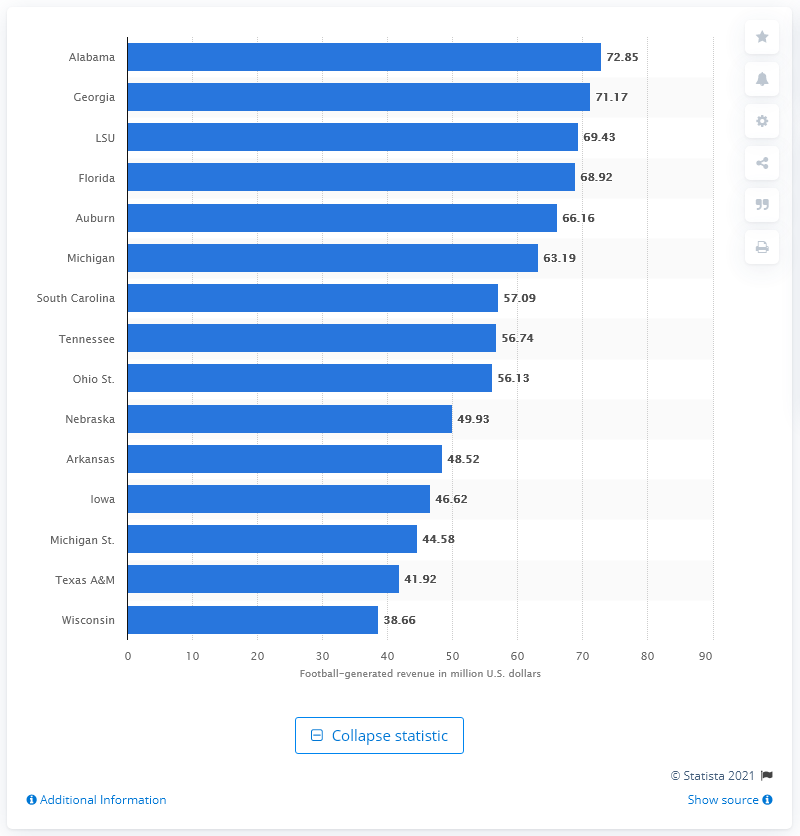 Alabama 72.85
Georgia 71.17
LSU 69.43
Florida 68.92
Auburn 66.16
Michigan 63.19
South Carolina 57.09
Tennessee 56.74
Ohio St. 56.13
Nebraska 49.93
Arkansas 48.52
Iowa 46.62
Michigan St. 44.58
Texas A&M 41.92
Wisconsin 38.66
0 10 20 30 40 50 60 70 80 90
Football-generated revenue in million U.S. dollars
Collapse statistic
© Statista 2021
Additional Information
Show source